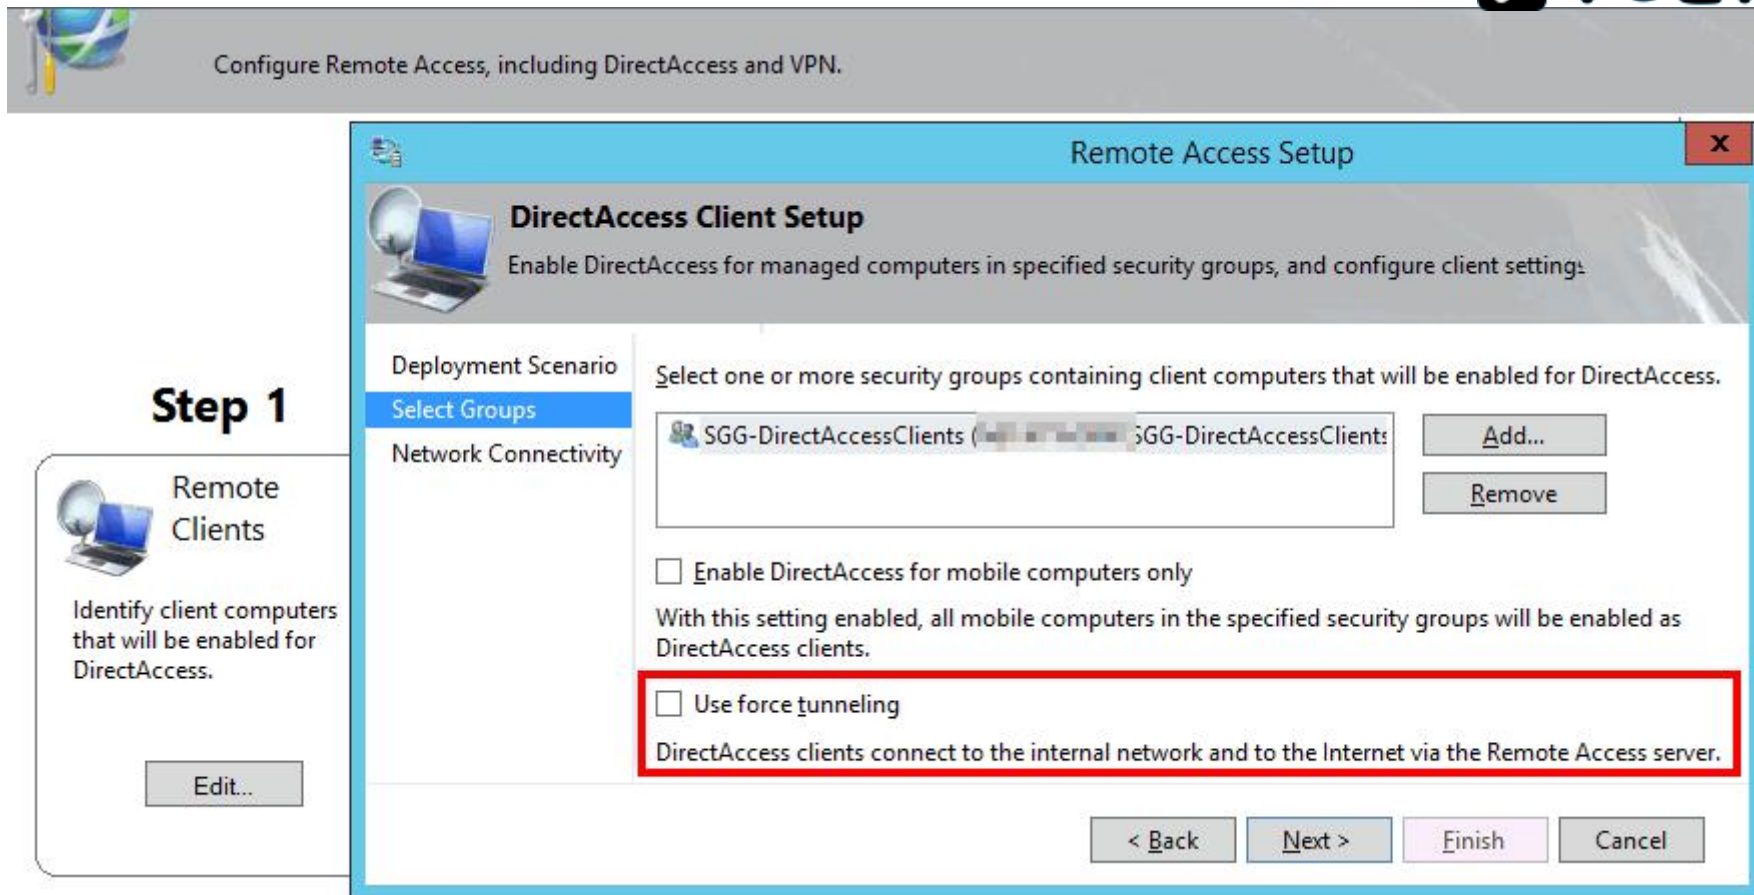 Configure Remote Access, including DirectAccess and VPN.
Remote Access Setup
x
DirectAccess Client Setup
Enable DirectAccess for managed computers in specified security groups, and configure client settings
Step 1
Remote
Clients
Identify client computers
that will be enabled for
DirectAccess.
Edit...
Deployment Scenario
Select Groups
Network Connectivity
Select one or more security groups containing client computers that will be enabled for DirectAccess.
SGG-DirectAccessClients ( SGG-DirectAccessClients
Add...
Remove
Enable DirectAccess for mobile computers only
With this setting enabled, all mobile computers in the specified security groups will be enabled as
DirectAccess clients.
Use force tunneling
DirectAccess clients connect to the internal network and to the Internet via the Remote Access server.
< Back
Next >
Finish
Cancel